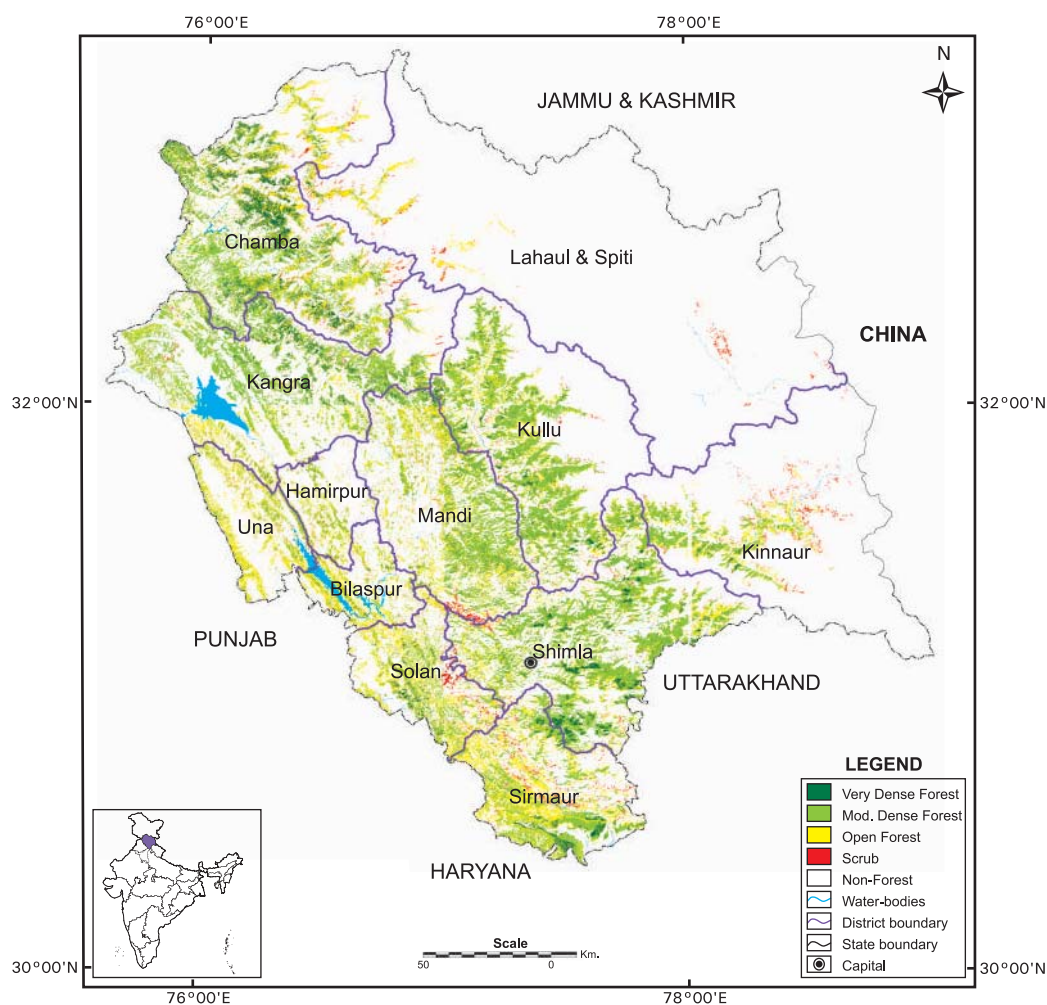 76°00'E
78°00'E
N
JAMMU & KASHMIR
Chamba
Lahaul & Spiti
CHINA
Kangra
32°00'N
32°00'N
Kullu
Hamirpur
Una
Mandi
Kinnaur
Bilaspur
PUNJAB
Shimla
Solan
UTTARAKHAND
Sirmaur
HARYANA
LEGEND
Very Dense Forest
Mod. Dense Forest
Open Forest
Scrub
Non-Forest
Water-bodies
District boundary
State boundary
Capital
Scale
50
0
Km.
30°00'N
30°00'N
76°00'E
78°00'E